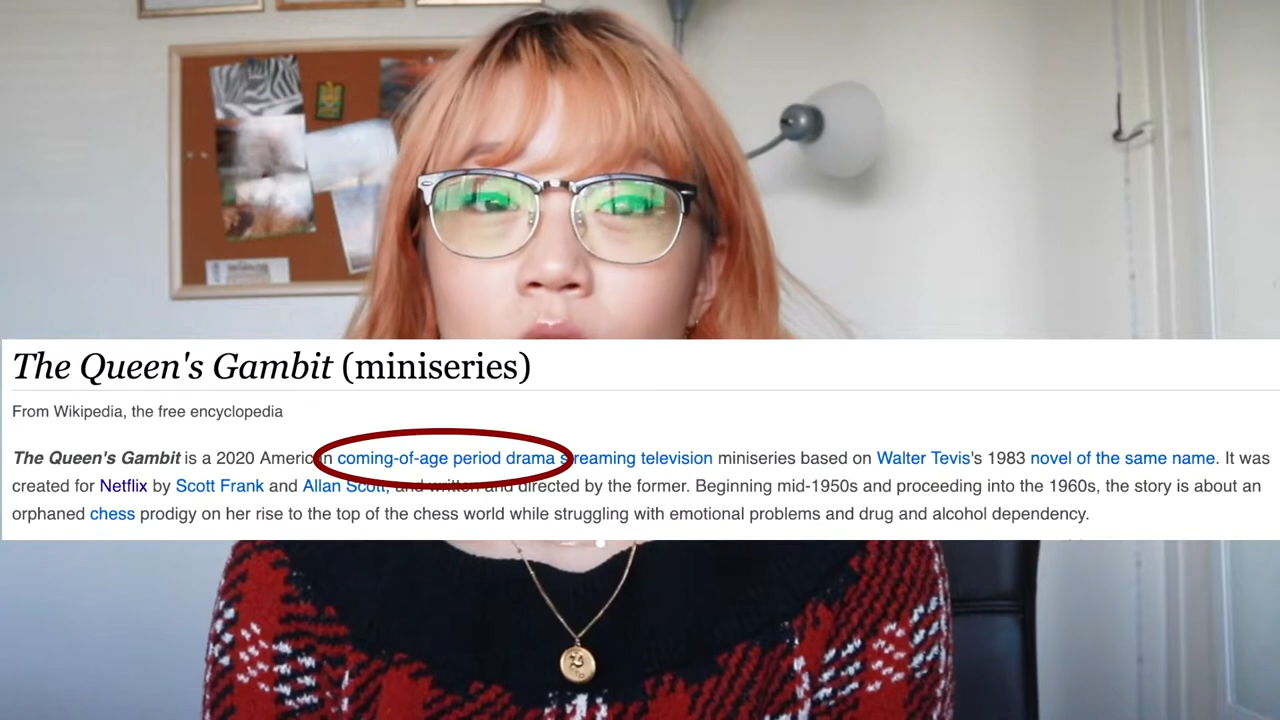 The Queen's Gambit (miniseries)
From Wikipedia, the free encyclopedia
The Queen's Gambit is a 2020 American coming-of-age period drama streaming television miniseries based on Walter Tevis's 1983 novel of the same name. It was
created for Netflix by Scott Frank and Allan Scott, and written and directed by the former. Beginning mid-1950s and proceeding into the 1960s, the story is about an
orphaned chess prodigy on her rise to the top of the chess world while struggling with emotional problems and drug and alcohol dependency.